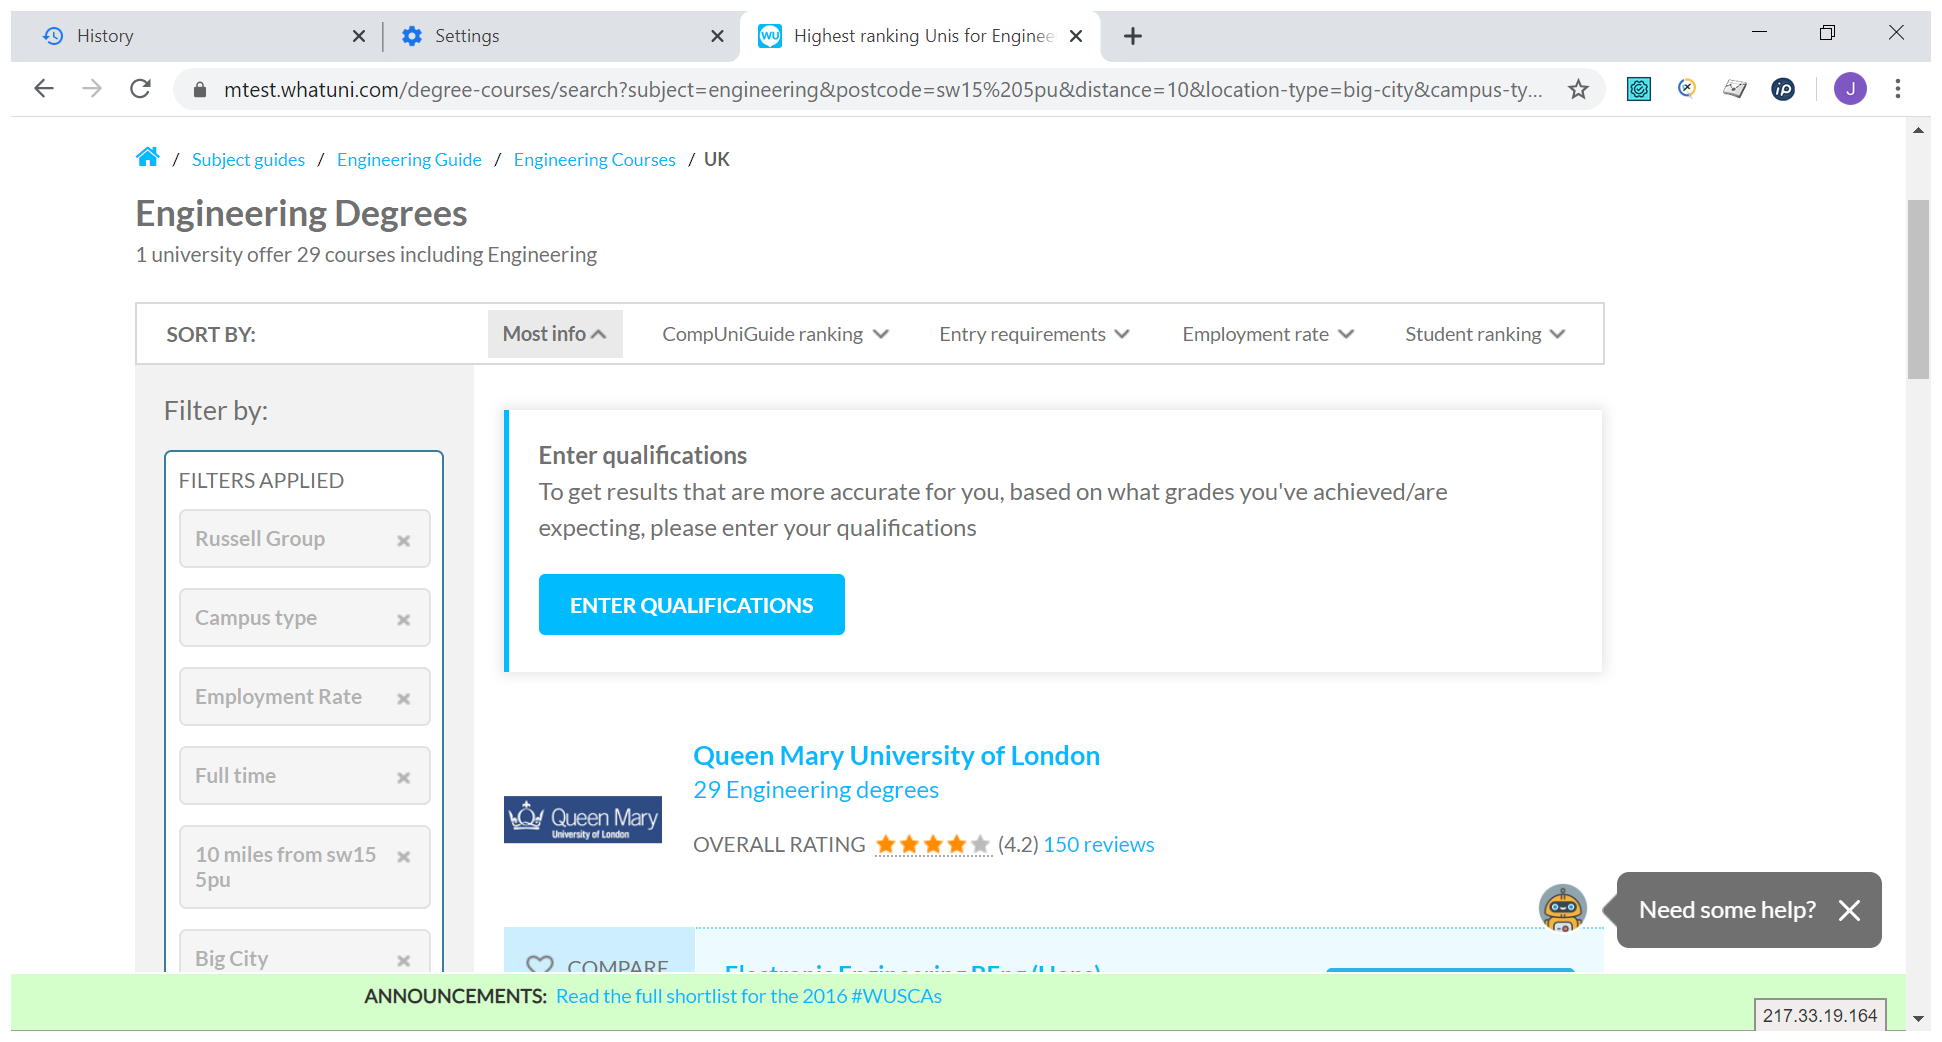 History
Settings
Highest ranking Unis for Enginee
mtest.whatuni.com/degree-courses/search?subject=engineering&postcode=sw15%205pu&distance=10&location-type=big-city&campus-ty...
J
/ Subject guides / Engineering Guide / Engineering Courses / UK
Engineering Degrees
1 university offer 29 courses including Engineering
SORT BY: Most info CompUniGuide ranking Entry requirements Employment rate Student ranking
Filter by:
FILTERS APPLIED
Russell Group
Campus type
Employment Rate
Full time
10 miles from sw15
5pu
Big City
Enter qualifications
To get results that are more accurate for you, based on what grades you've achieved/are
expecting, please enter your qualifications
ENTER QUALIFICATIONS
Queen Mary
University of London
Queen Mary University of London
29 Engineering degrees
OVERALL RATING (4.2) 150 reviews
Need some help?
COMPARE
Electronic Engineering BEng (Hons)
ANNOUNCEMENTS: Read the full shortlist for the 2016 #WUSCAs
217.33.19.164
WU
iP